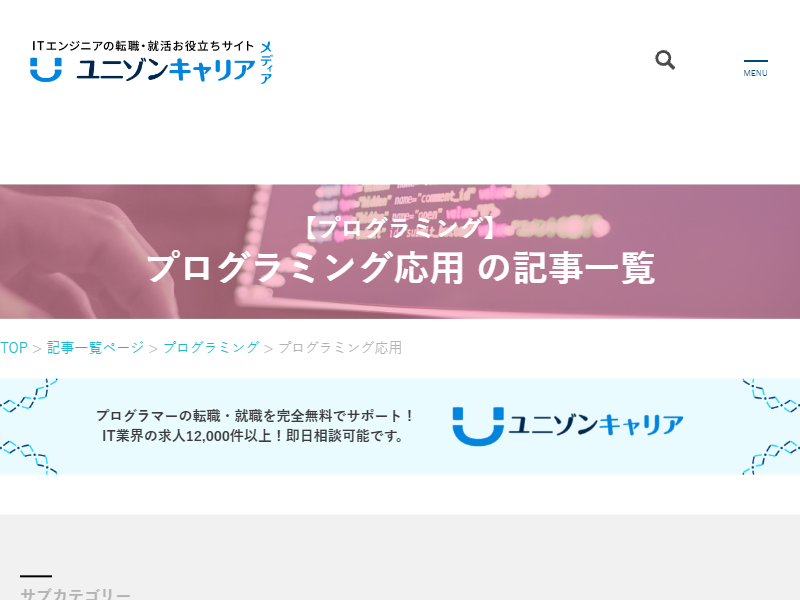 ITエンジニアの転職・就活お役立ちサイト
ユニゾンキャリア
メディア
MENU
【プログラミング】
プログラミング応用 の記事一覧
TOP > 記事一覧ページ > プログラミング > プログラミング応用
プログラマーの転職・就職を完全無料でサポート！
IT業界の求人12,000件以上！即日相談可能です。
ユニゾンキャリア
サブカテゴリー